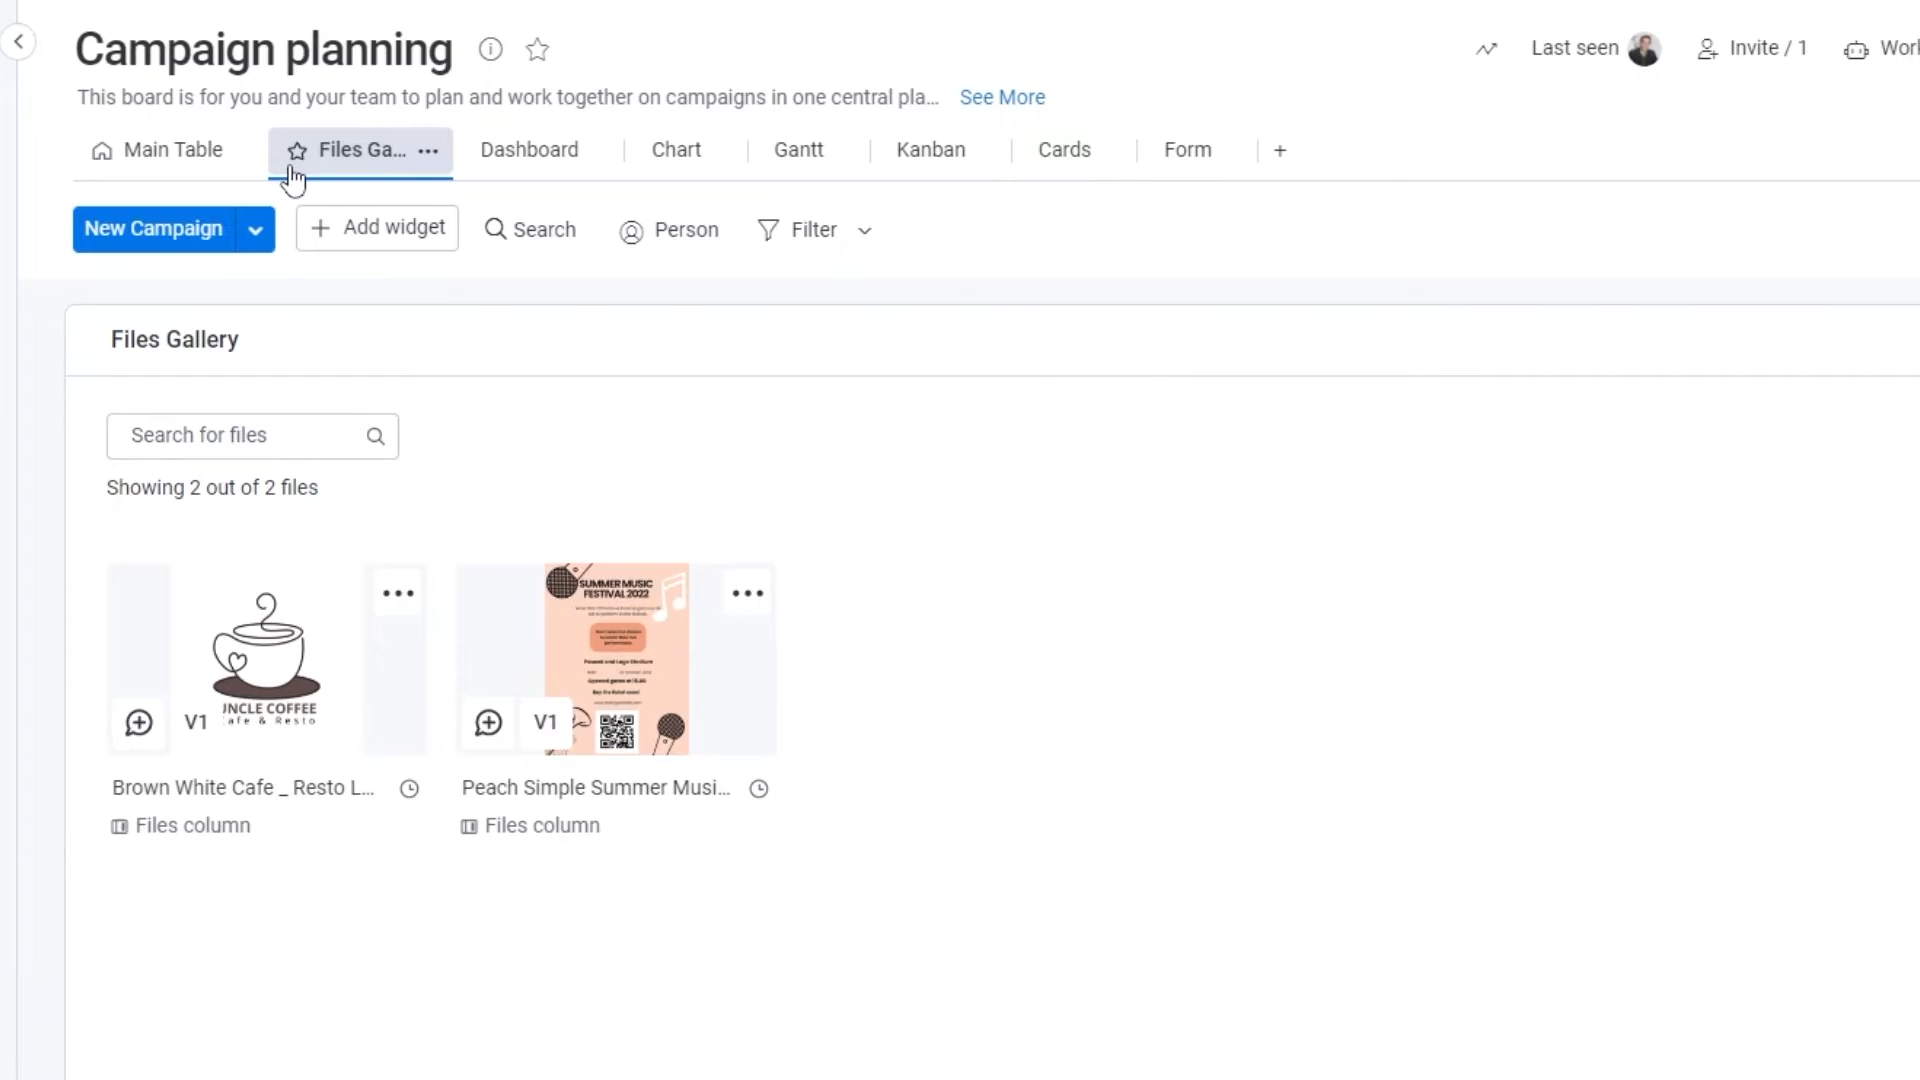 Campaign planning
Last seen
Invite / 1
This board is for you and your team to plan and work together on campaigns in one central pla... See More
Main Table
Files Ga...
Dashboard
Chart
Gantt
Kanban
Cards
Form
New Campaign
Add widget
Search
Person
Filter
Files Gallery
Search for files
Showing 2 out of 2 files
UNCLE COFFEE
V1
SUMMER MUSIC
FESTIVAL 2022
V1
Brown White Cafe _ Resto L...
Peach Simple Summer Musi...
Files column
Files column